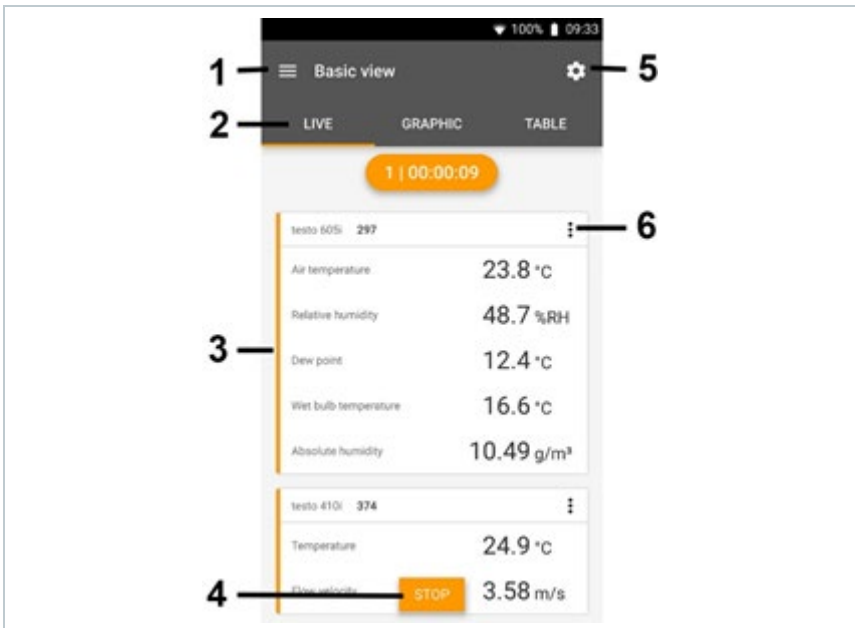 100% 09:33
1 Basic view 5
2 LIVE GRAPHIC TABLE
1 | 00:00:09
testo 605i 297 6
Air temperature 23.8 °C
Relative humidity 48.7 %RH
3 Dew point 12.4 °C
Wet bulb temperature 16.6 °C
Absolute humidity 10.49 g/m³
testo 410i 374
Temperature 24.9 °C
4 Flow velocity STOP 3.58 m/s